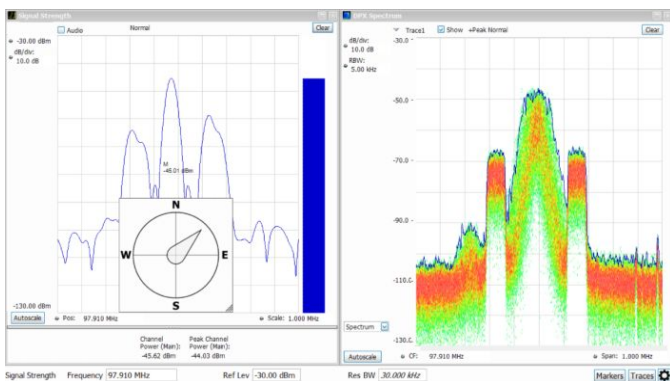 Signal Strength
Audio
Normal
Clear
-30.00 dBm
dB/div:
10.0 dB
M
-45.01 dBm
N
W
E
S
-130.00 dBm
Autoscale
Pos: 97.910 MHz
Scale: 1.000 MHz
Channel Power (Man):
-45.62 dBm
Peak Channel Power (Man):
-44.03 dBm
DPX Spectrum
Trace1
Show
+Peak Normal
Clear
dB/div:
10.0 dB
RBW:
5.00 kHz
-30.0
-50.0
-70.0
-90.0
-110.0
-130.0
Spectrum
Autoscale
CF: 97.910 MHz
Span: 1.000 MHz
Signal Strength Frequency 97.910 MHz Ref Lev -30.00 dBm Res BW 30.000 kHz Markers Traces